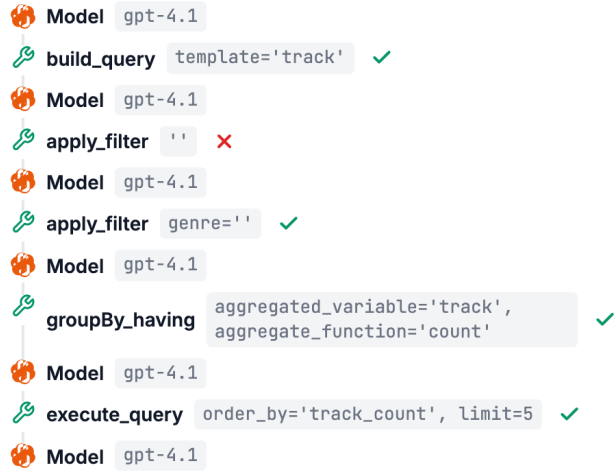 Model gpt-4.1
build_query template='track'
Model gpt-4.1
apply_filter ''
Model gpt-4.1
apply_filter genre=''
Model gpt-4.1
groupBy_having aggregated_variable='track',
aggregate_function='count'
Model gpt-4.1
execute_query order_by='track_count', limit=5
Model gpt-4.1